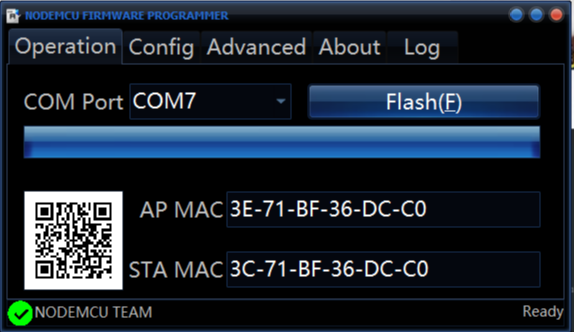 NODEMCU FIRMWARE PROGRAMMER
Operation Config Advanced About Log
COM Port COM7 Flash(F)
AP MAC 3E-71-BF-36-DC-C0
STA MAC 3C-71-BF-36-DC-C0
NODEMCU TEAM Ready